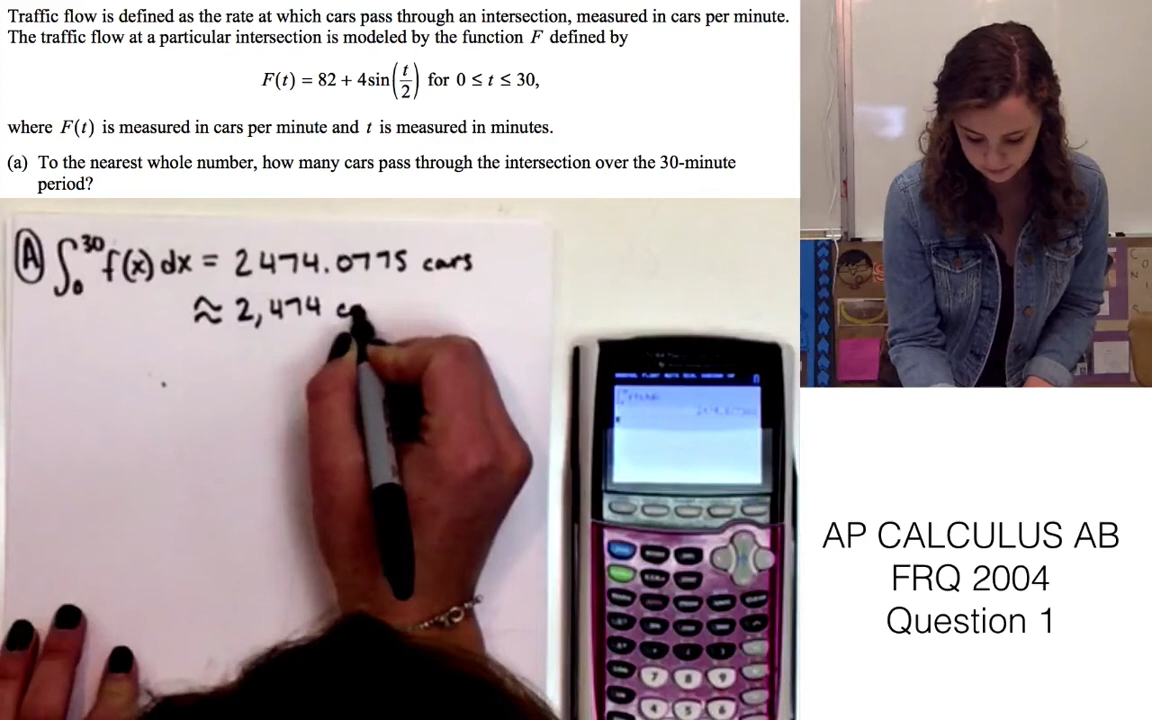 Traffic flow is defined as the rate at which cars pass through an intersection, measured in cars per minute.
The traffic flow at a particular intersection is modeled by the function F defined by
F(t) = 82 + 4sin(t/2) for 0 ≤ t ≤ 30,
where F(t) is measured in cars per minute and t is measured in minutes.
(a) To the nearest whole number, how many cars pass through the intersection over the 30-minute
period?
A ∫₀³⁰ f(x) dx = 2474.0775 cars
≈ 2,474
AP CALCULUS AB
FRQ 2004
Question 1